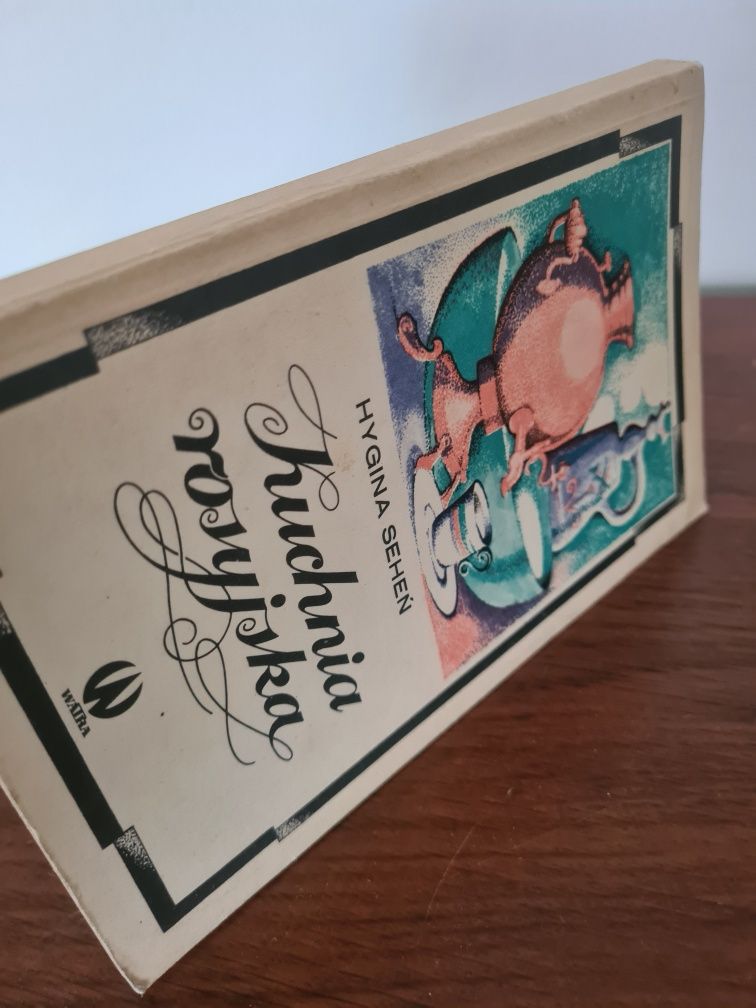 HYGINA SEHEŃ
Kuchnia
rosyjska
WATRA